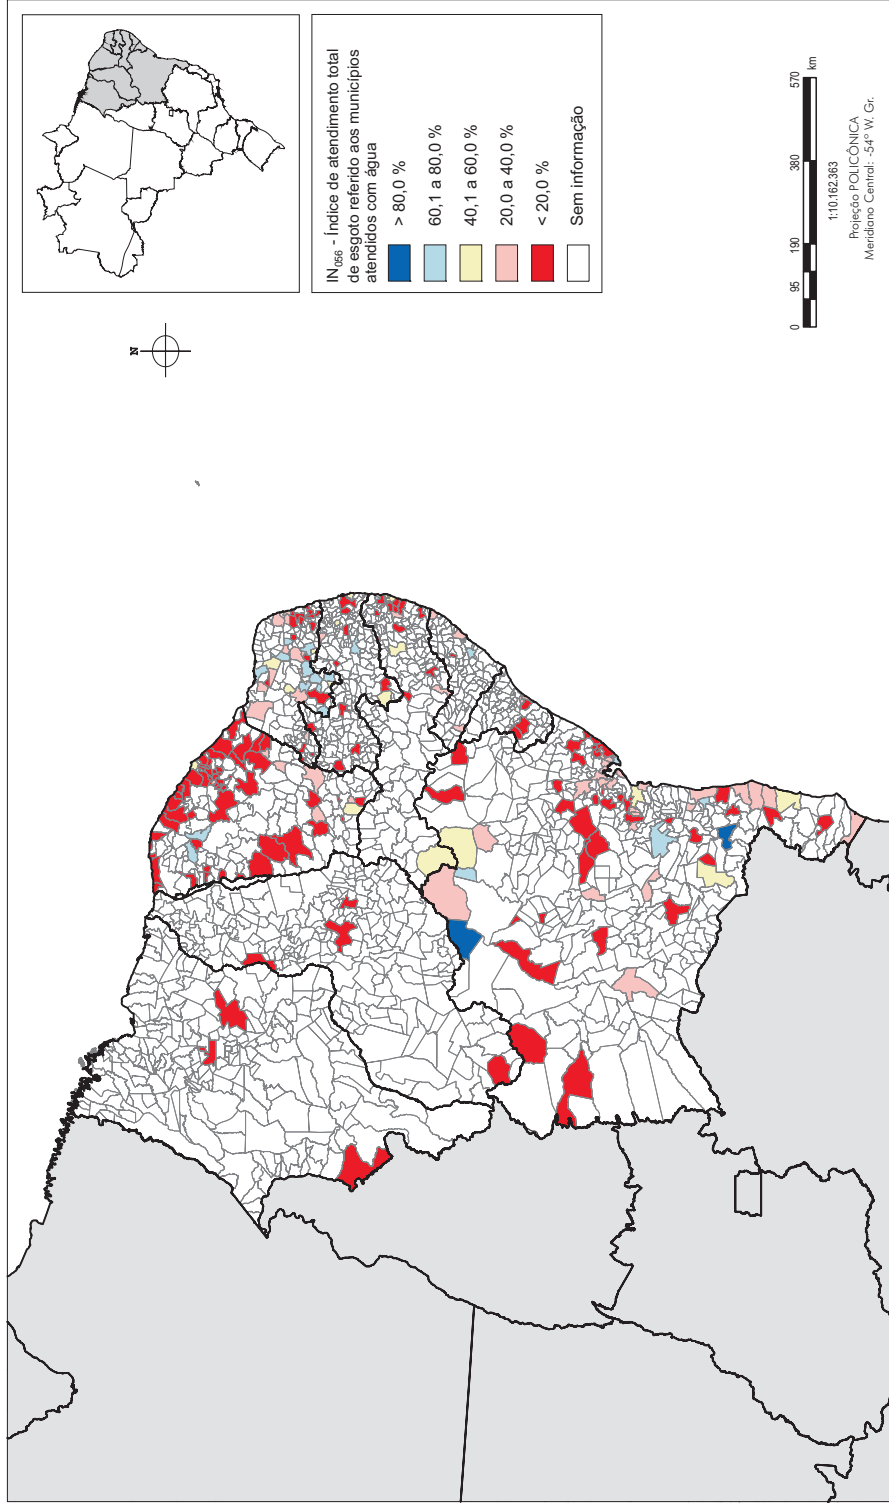 N
IN056 - Índice de atendimento total
de esgoto referido aos municípios
atendidos com água
> 80,0 %
60,1 a 80,0 %
40,1 a 60,0 %
20,0 a 40,0 %
< 20,0 %
Sem informação
0 95 190 380 570
km
1:10.162.363
Projeção POLICÔNICA
Meridiano Central: -54° W. Gr.